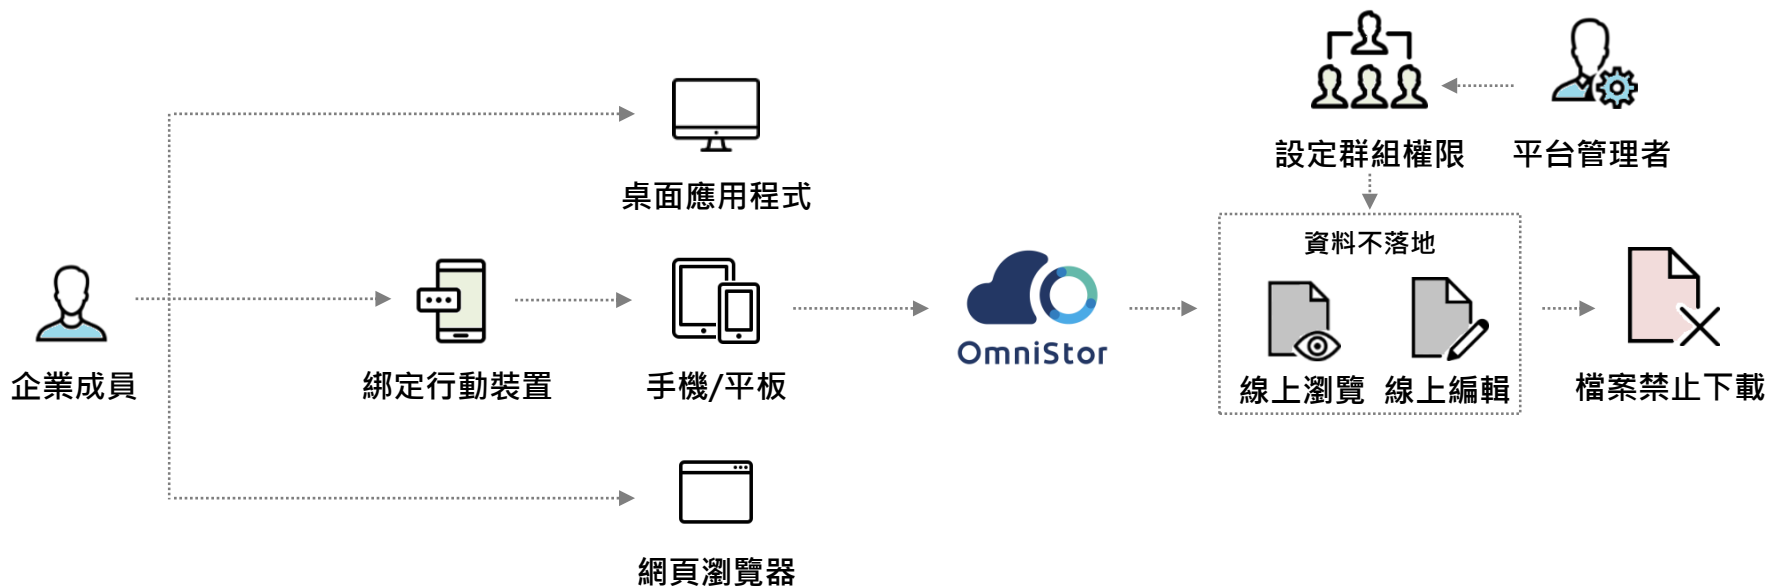 設定群組權限
平台管理者
桌面應用程式
資料不落地
OmniStor
線上瀏覽
線上編輯
企業成員
綁定行動裝置
手機/平板
檔案禁止下載
網頁瀏覽器